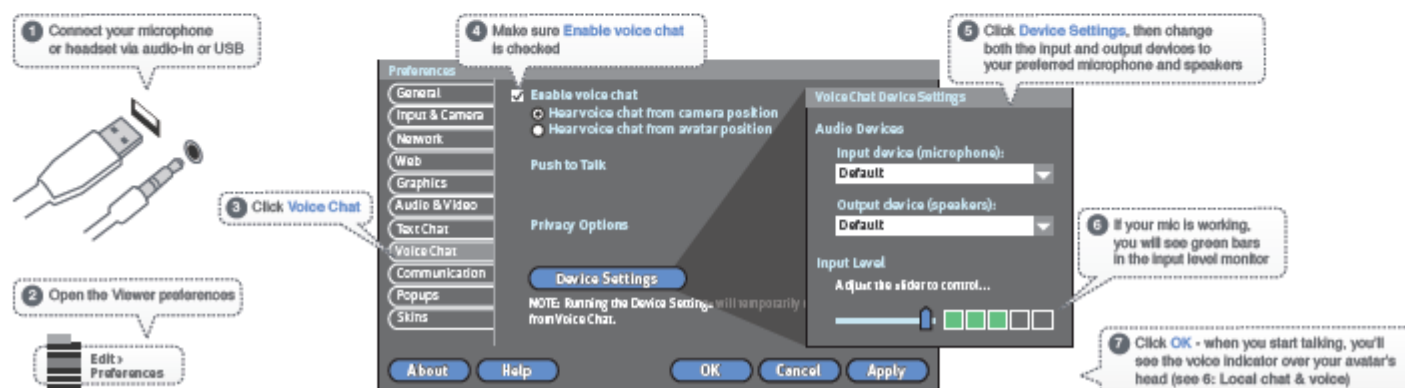 1 Connect your microphone
or headset via audio-in or USB
2 Open the Viewer preferences
Edit >
Preferences
3 Click Voice Chat
4 Make sure Enable voice chat
is checked
Preferences
General
Input & Camera
Network
Web
Graphics
Audio & Video
Text Chat
Voice Chat
Communication
Popups
Skins
Enable voice chat
Hear voice chat from camera position
Hear voice chat from avatar position
Push to Talk
Privacy Options
Device Settings
NOTE: Running the Device Settings will temporarily
from Voice Chat.
About
Help
OK
Cancel
Apply
5 Click Device Settings, then change
both the input and output devices to
your preferred microphone and speakers
Voice Chat Device Settings
Audio Devices
Input device (microphone):
Default
Output device (speakers):
Default
Input Level
Adjust the slider to control...
6 If your mic is working,
you will see green bars
in the input level monitor
7 Click OK - when you start talking, you'll
see the voice indicator over your avatar's
head (see 6: Local chat & voice)